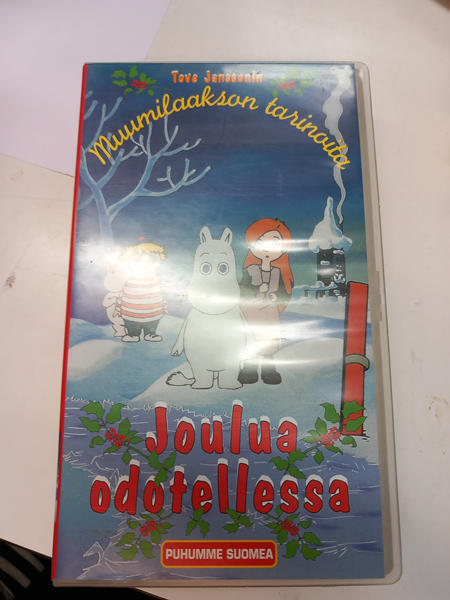 Tove Janssonin
Muumilaakson tarinoita
Joulua
odotellessa
PUHUMME SUOMEA